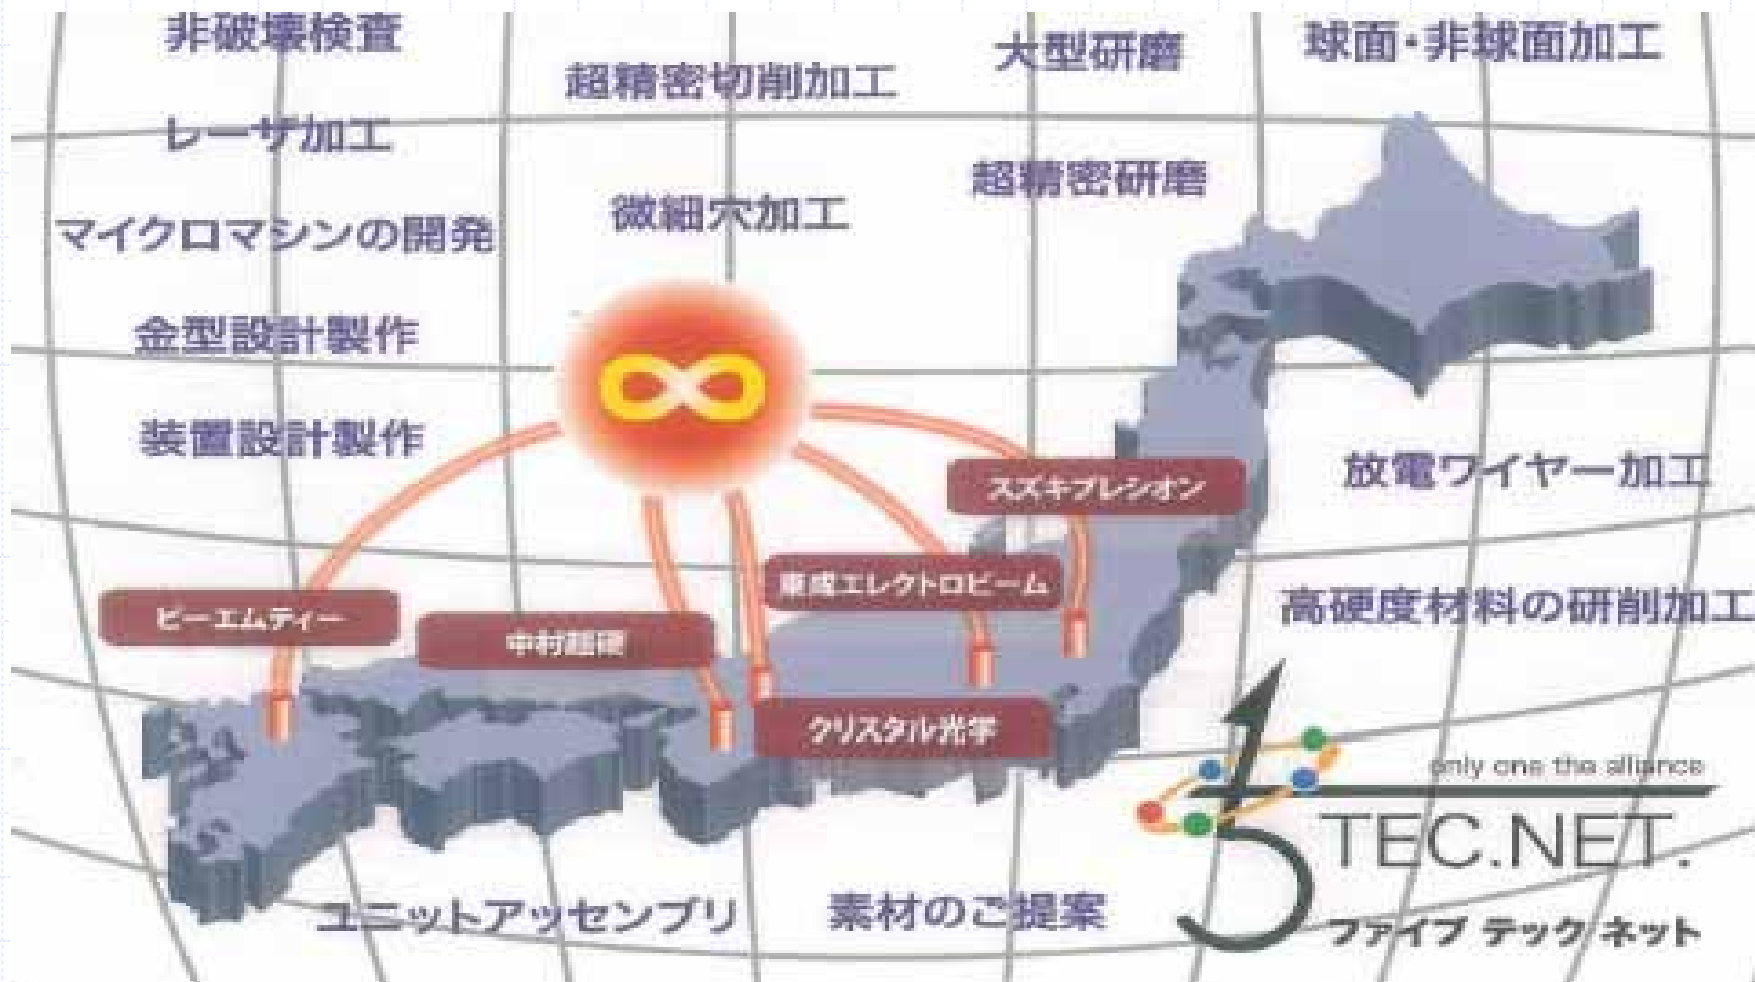 非破壊検査
超精密切削加工
大型研磨
球面・非球面加工
レーザ加工
超精密研磨
マイクロマシンの開発
微細穴加工
金型設計製作
装置設計製作
放電ワイヤー加工
スズキプレシオン
東成エレクトロビーム
高硬度材料の研削加工
ビーエムティー
中村超硬
クリスタル光学
only one the alliance
5
TEC.NET.
ファイブ テック ネット
ユニットアッセンブリ
素材のご提案